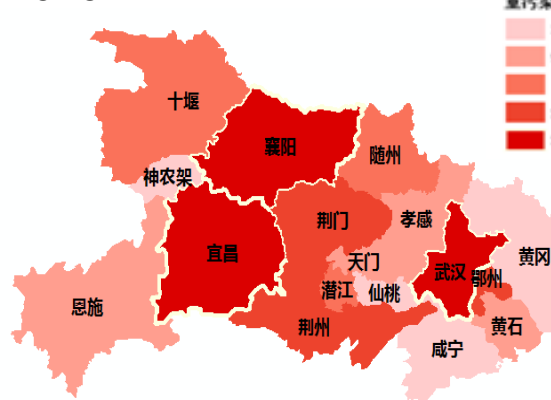 十堰
襄阳
随州
神农架
荆门
孝感
宜昌
天门
武汉
黄冈
鄂州
潜江
仙桃
恩施
荆州
黄石
咸宁